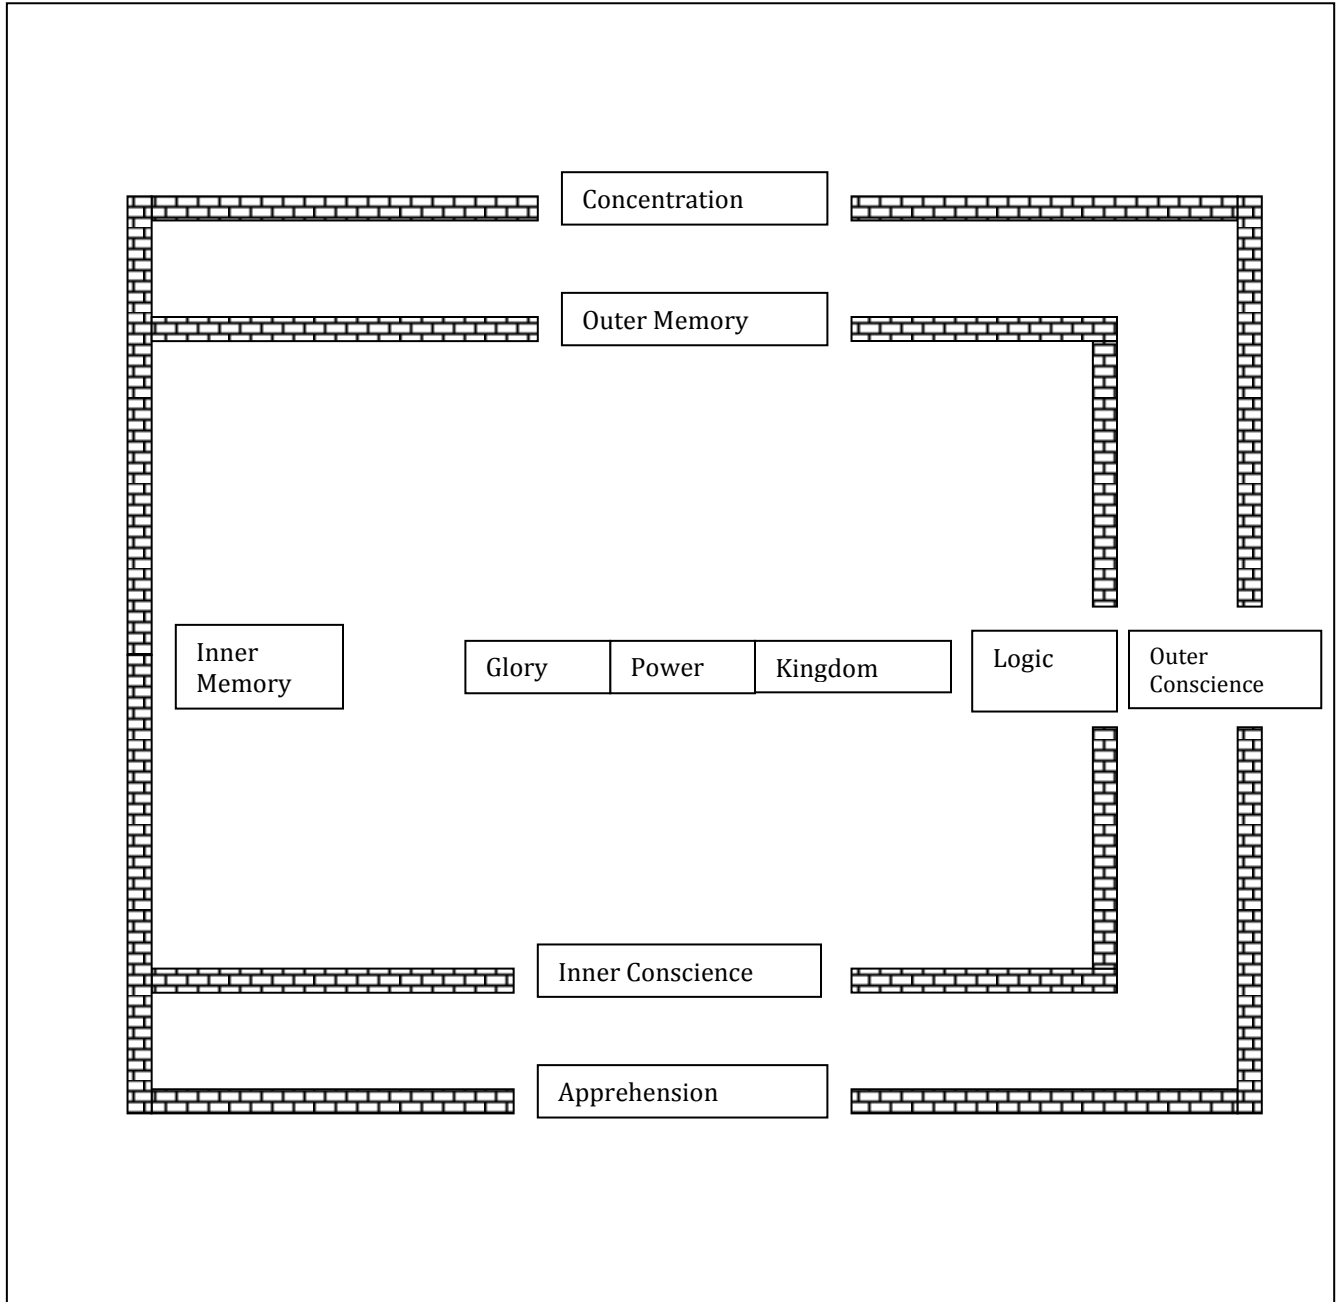 Concentration
Outer Memory
Inner
Memory
Glory
Power
Kingdom
Logic
Outer
Conscience
Inner Conscience
Apprehension